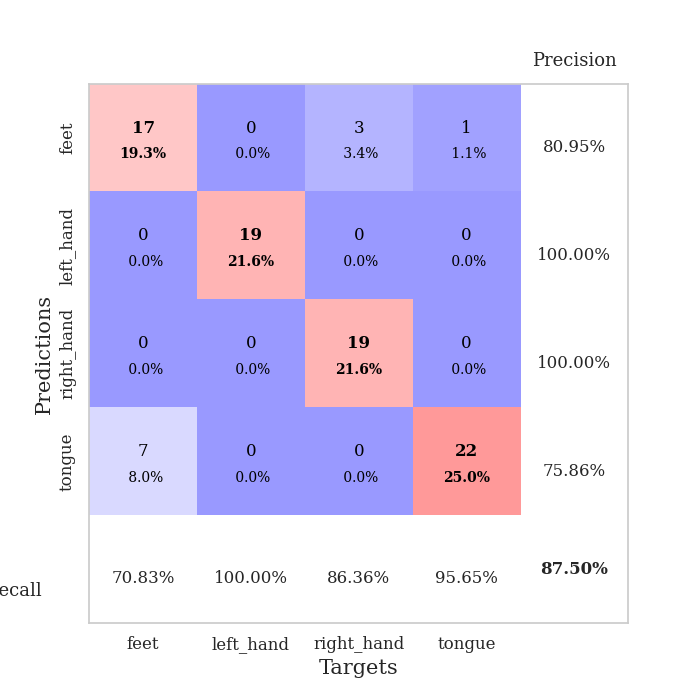 Precision
feet 17 0 3 1 80.95%
19.3% 0.0% 3.4% 1.1%
left_hand 0 19 0 0 100.00%
0.0% 21.6% 0.0% 0.0%
Predictions
right_hand 0 0 19 0 100.00%
0.0% 0.0% 21.6% 0.0%
tongue 7 0 0 22 75.86%
8.0% 0.0% 0.0% 25.0%
ecall 70.83% 100.00% 86.36% 95.65% 87.50%
feet left_hand right_hand tongue
Targets